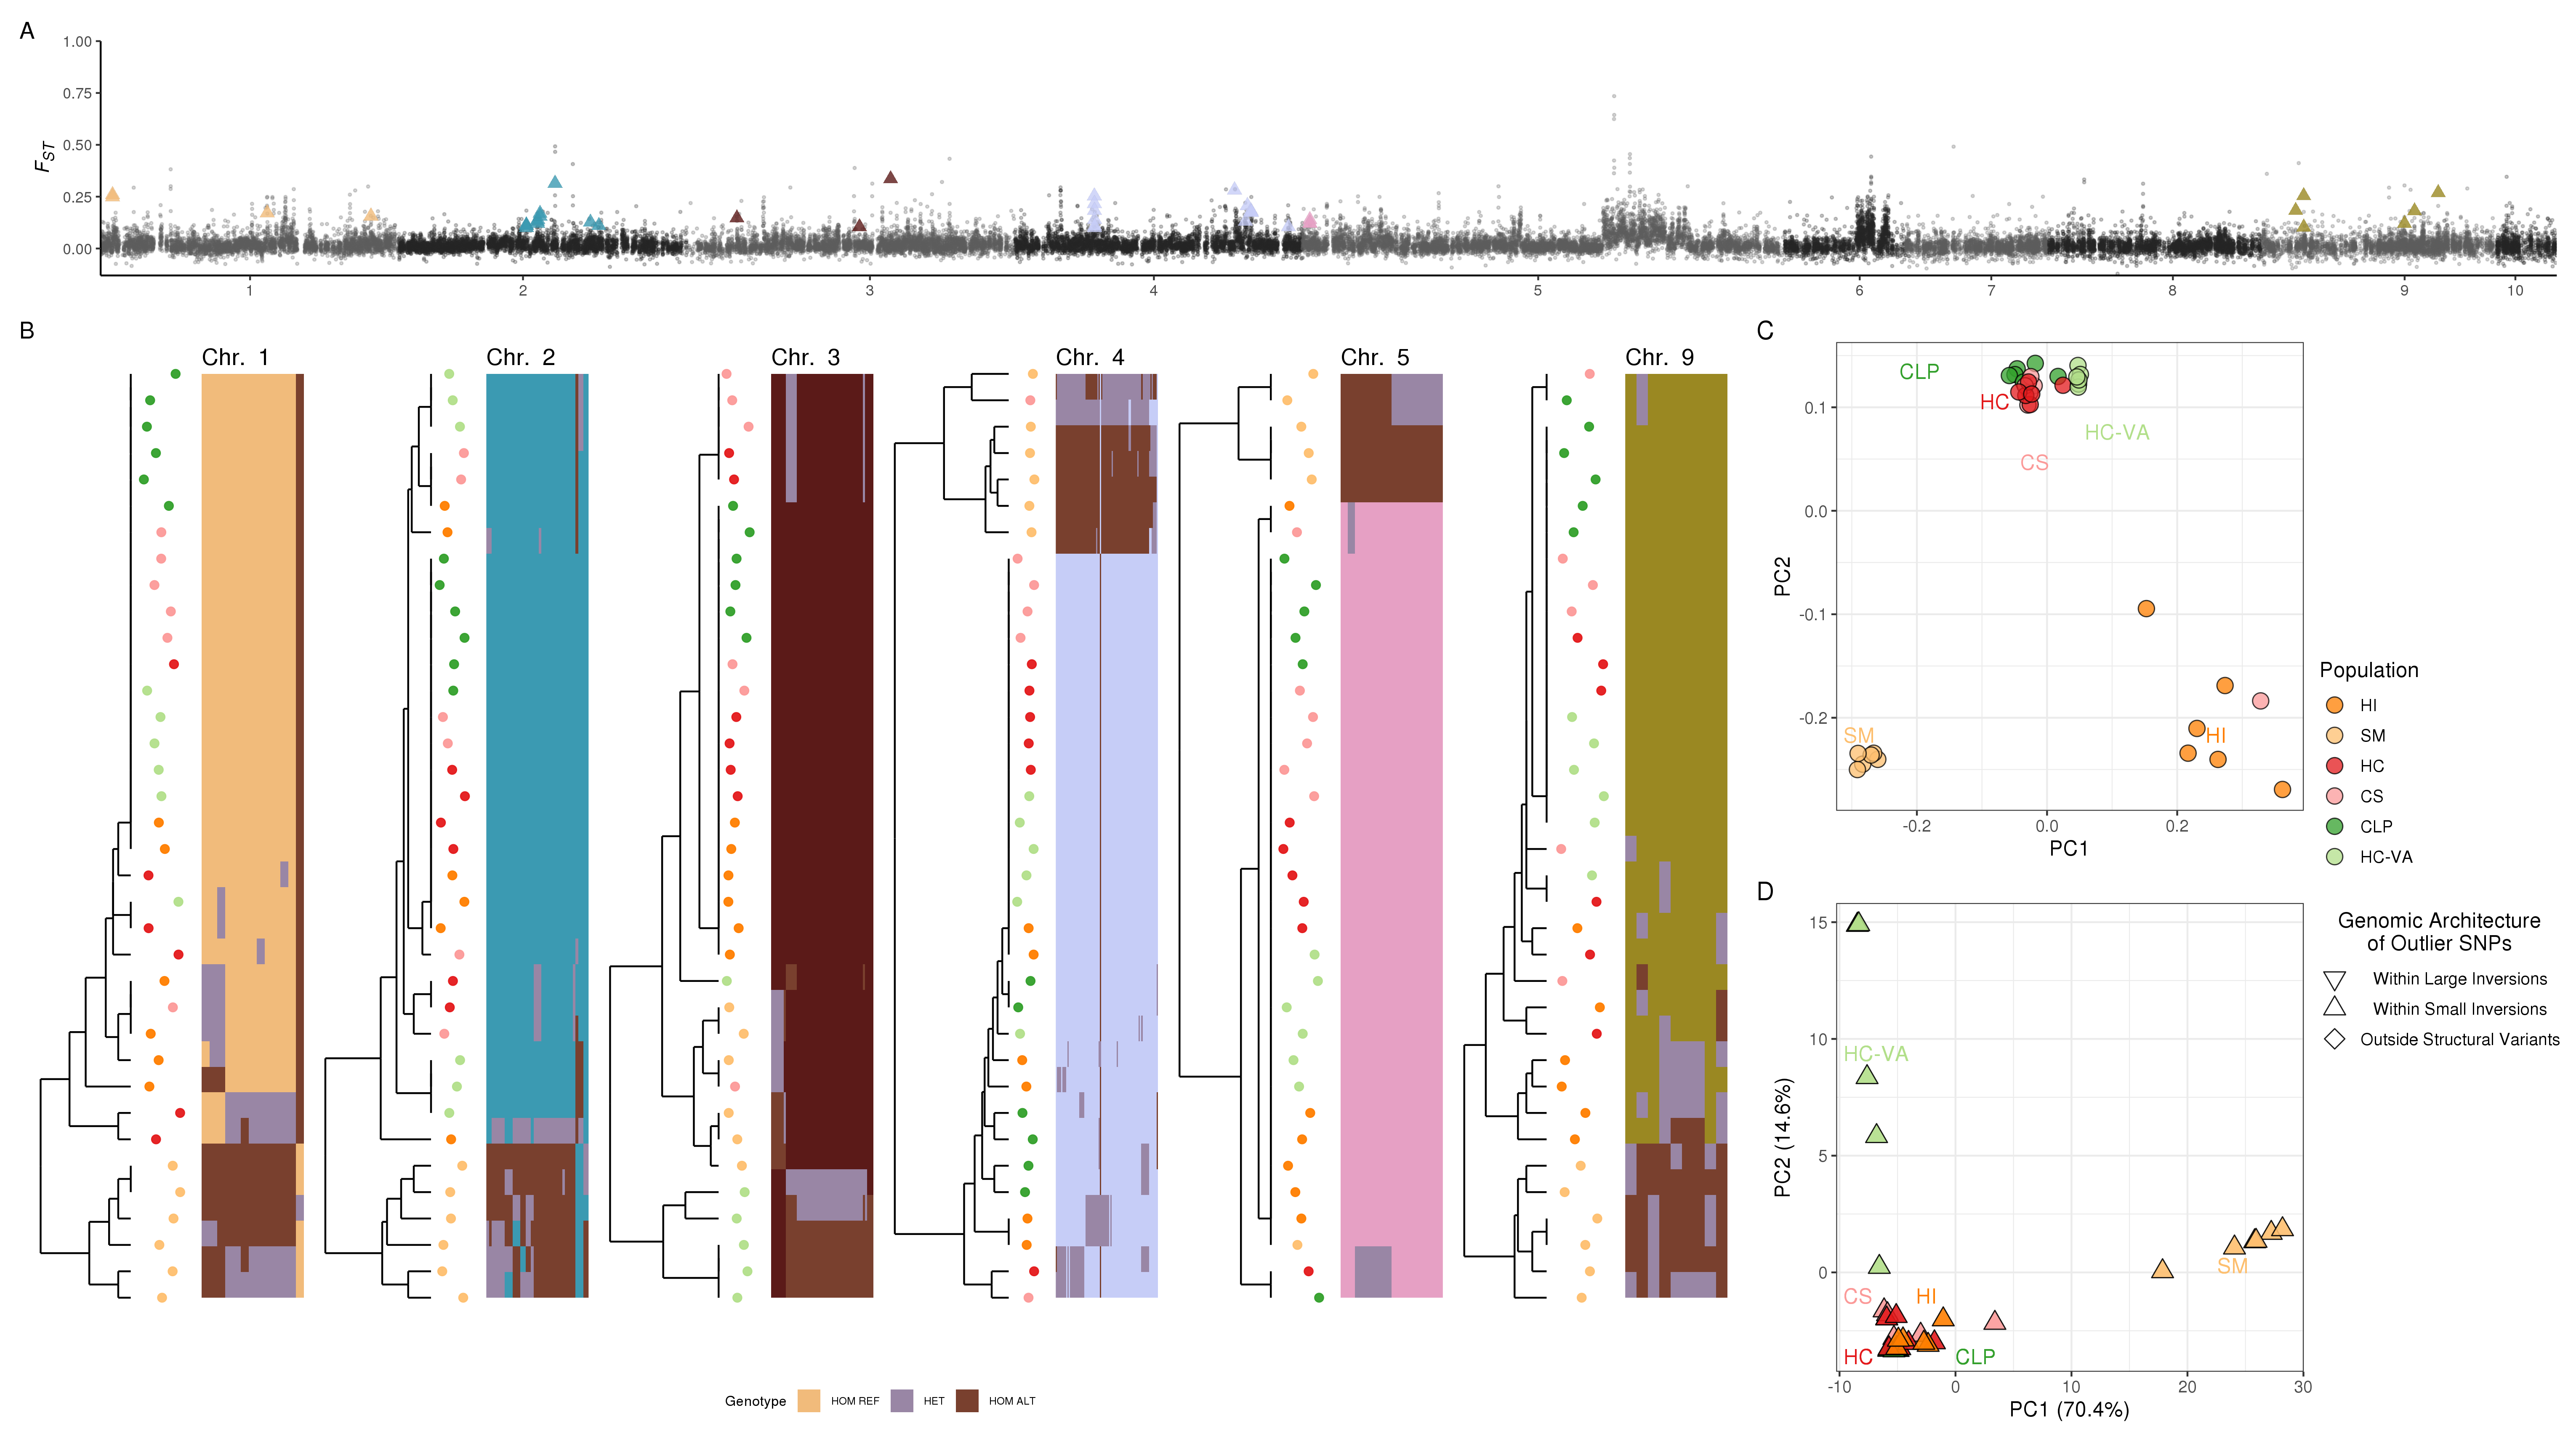 A
1.00
0.75
0.50
0.25
0.00
FST
1 2 3 4 5 6 7 8 9 10
B
Chr. 1 Chr. 2 Chr. 3 Chr. 4 Chr. 5 Chr. 9
Genotype HOM REF HET HOM ALT
C
CLP
HC
HC-VA
CS
SM
HI
0.1
0.0
-0.1
-0.2
PC2
-0.2 0.0 0.2
PC1
Population
HI
SM
HC
CS
CLP
HC-VA
D
15
10
5
0
PC2 (14.6%)
HC-VA
SM
CS HI
HC CLP
-10 0 10 20 30
PC1 (70.4%)
Genomic Architecture
of Outlier SNPs
Within Large Inversions
Within Small Inversions
Outside Structural Variants